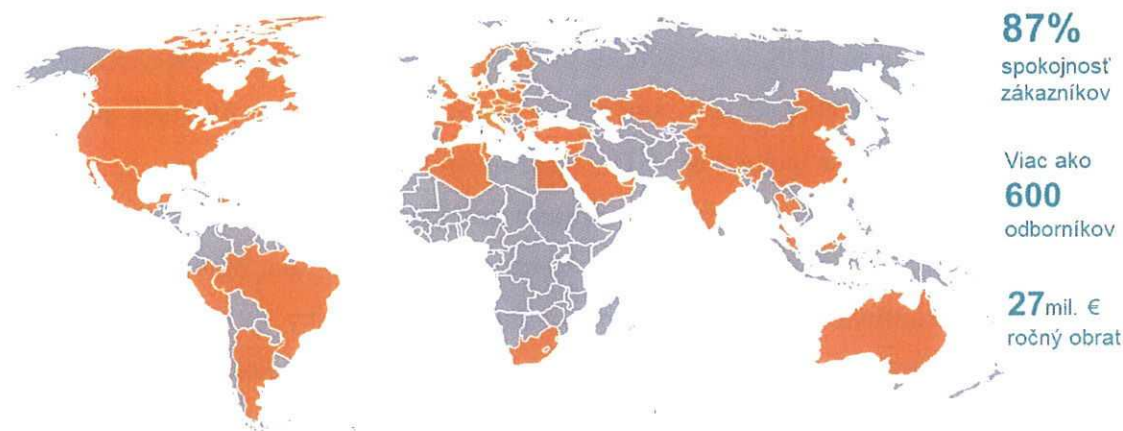 87%
spokojnosť
zákazníkov
Viac ako
600
odborníkov
27mil. €
ročný obrat